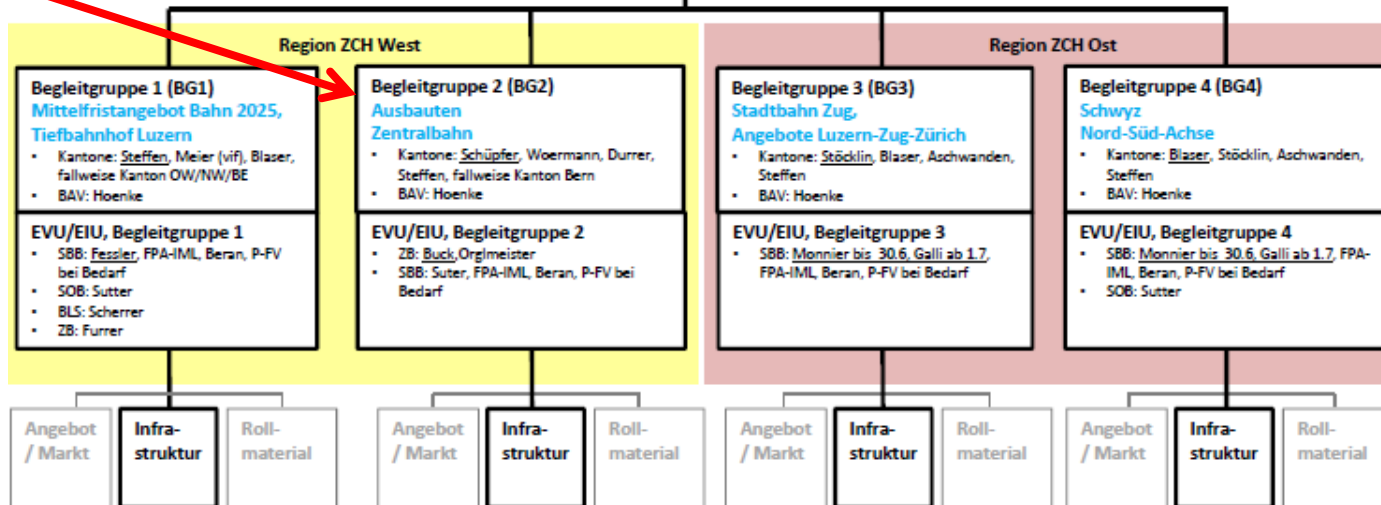 Region ZCH West
Begleitgruppe 1 (BG1)
Mittelfristangebot Bahn 2025,
Tiefbahnhof Luzern
▪ Kantone: Steffen, Meier (vif), Blaser,
fallweise Kanton OW/NW/BE
▪ BAV: Hoenke
EVU/EIU, Begleitgruppe 1
▪ SBB: Fessler, FPA-IML, Beran, P-FV
bei Bedarf
▪ SOB: Sutter
▪ BLS: Scherrer
▪ ZB: Furrer
Begleitgruppe 2 (BG2)
Ausbauten
Zentralbahn
▪ Kantone: Schüpfer, Woermann, Durrer,
Steffen, fallweise Kanton Bern
▪ BAV: Hoenke
EVU/EIU, Begleitgruppe 2
▪ ZB: Buck,Orglmeister
▪ SBB: Suter, FPA-IML, Beran, P-FV bei
Bedarf
Region ZCH Ost
Begleitgruppe 3 (BG3)
Stadtbahn Zug,
Angebote Luzern-Zug-Zürich
▪ Kantone: Stöcklin, Blaser, Aschwanden,
Steffen
▪ BAV: Hoenke
EVU/EIU, Begleitgruppe 3
▪ SBB: Monnier bis 30.6, Galli ab 1.7,
FPA-IML, Beran, P-FV bei Bedarf
Begleitgruppe 4 (BG4)
Schwyz
Nord-Süd-Achse
▪ Kantone: Blaser, Stöcklin, Aschwanden,
Steffen
▪ BAV: Hoenke
EVU/EIU, Begleitgruppe 4
▪ SBB: Monnier bis 30.6, Galli ab 1.7, FPA-
IML, Beran, P-FV bei Bedarf
▪ SOB: Sutter
Angebot
/ Markt
Infra-
struktur
Roll-
material
Angebot
/ Markt
Infra-
struktur
Roll-
material
Angebot
/ Markt
Infra-
struktur
Roll-
material
Angebot
/ Markt
Infra-
struktur
Roll-
material